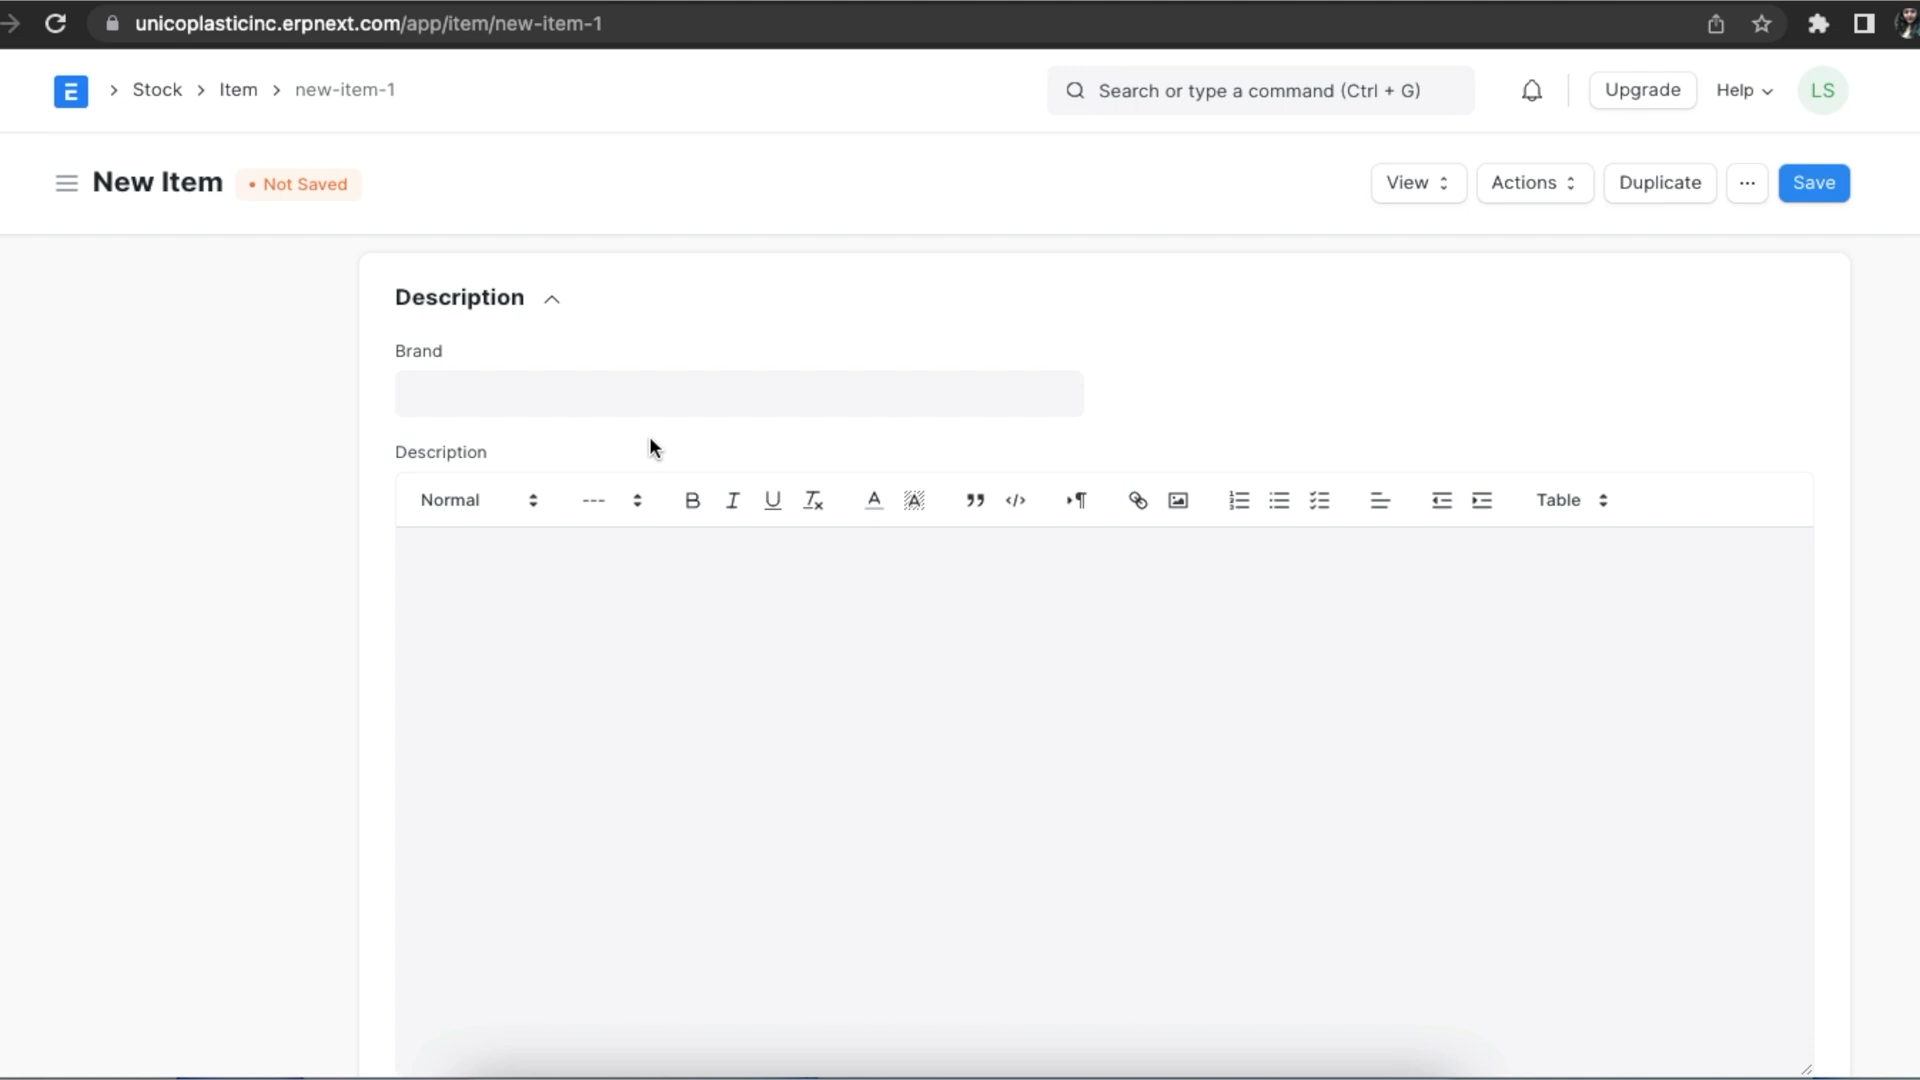 unicoplasticinc.erpnext.com/app/item/new-item-1
E > Stock > Item > new-item-1
Search or type a command (Ctrl + G)
Upgrade
Help
LS
New Item
• Not Saved
View
Actions
Duplicate
...
Save
Description
Brand
Description
Normal
---
B I U Tx A A
Table